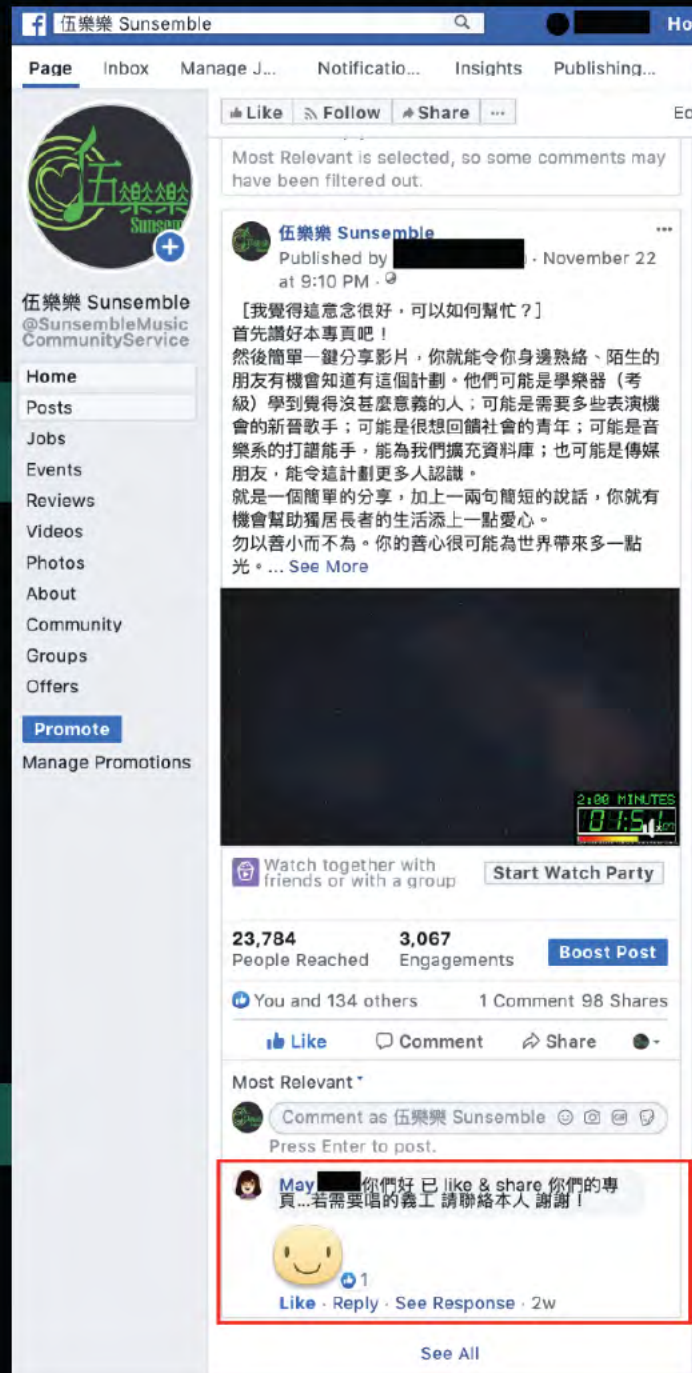 伍樂樂 Sunsemble
Ho
Page Inbox Manage J... Notificatio... Insights Publishing...
Like Follow Share ...
Most Relevant is selected, so some comments may
have been filtered out.
伍樂樂 Sunsemble
伍樂樂 Sunsemble
Published by · November 22
at 9:10 PM ·
伍樂樂 Sunsemble
@SunsembleMusic
CommunityService
Home
Posts
Jobs
Events
Reviews
Videos
Photos
About
Community
Groups
Offers
Promote
Manage Promotions
[我覺得這意念很好,可以如何幫忙?]
首先讚好本專頁吧!
然後簡單一鍵分享影片,你就能令你身邊熟絡、陌生的
朋友有機會知道有這個計劃。他們可能是學樂器(考
級)學到覺得沒甚麼意義的人;可能是需要多些表演機
會的新晉歌手;可能是很想回饋社會的青年;可能是音
樂系的打譜能手,能為我們擴充資料庫;也可能是傳媒
朋友,能令這計劃更多人認識。
就是一個簡單的分享,加上一兩句簡短的說話,你就有
機會幫助獨居長者的生活添上一點愛心。
勿以善小而不為。你的善心很可能為世界帶來多一點
光。... See More
2:00 MINUTES
Watch together with
friends or with a group
Start Watch Party
23,784 3,067
People Reached Engagements
Boost Post
You and 134 others 1 Comment 98 Shares
Like Comment Share
Most Relevant
Comment as 伍樂樂 Sunsemble
Press Enter to post.
May 你們好 已 like & share 你們的專
頁...若需要唱的義工 請聯絡本人 謝謝!
1
Like · Reply · See Response · 2w
See All